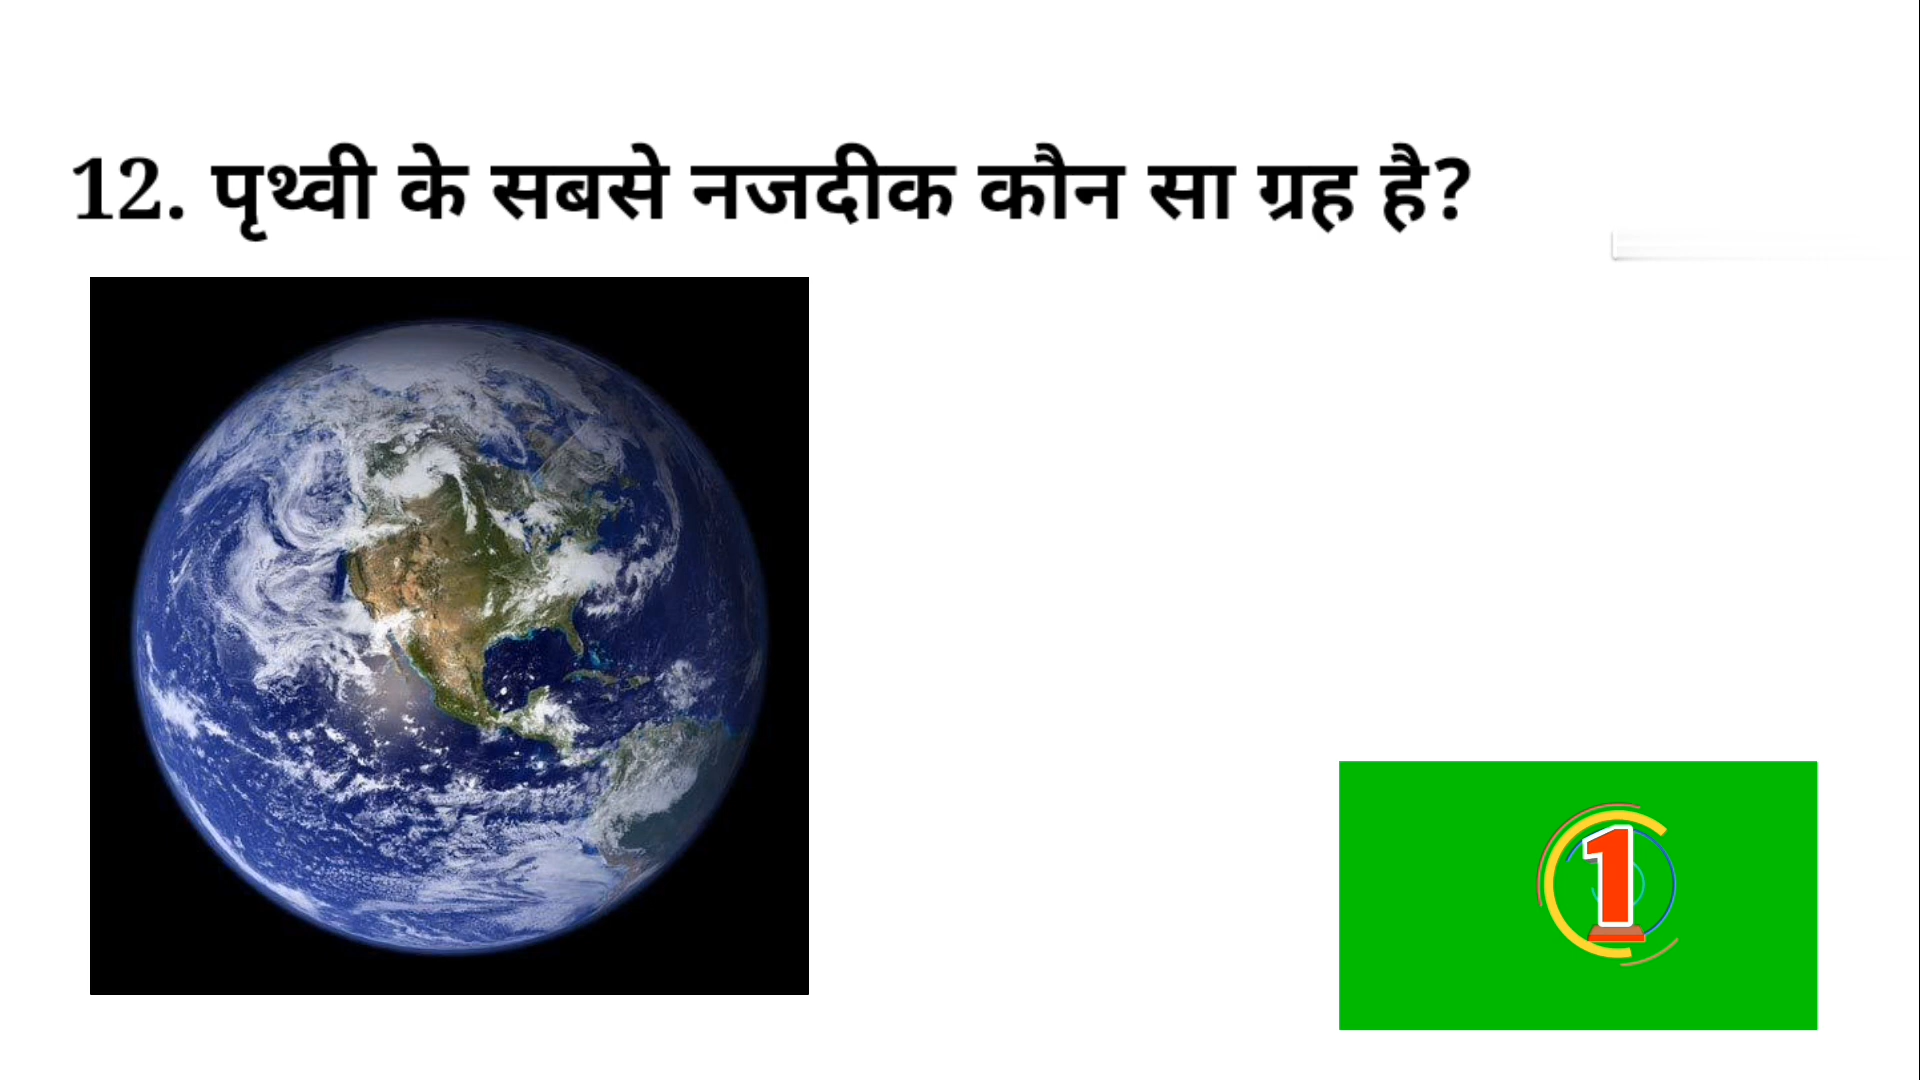 12. पृथ्वी के सबसे नजदीक कौन सा ग्रह है?
1